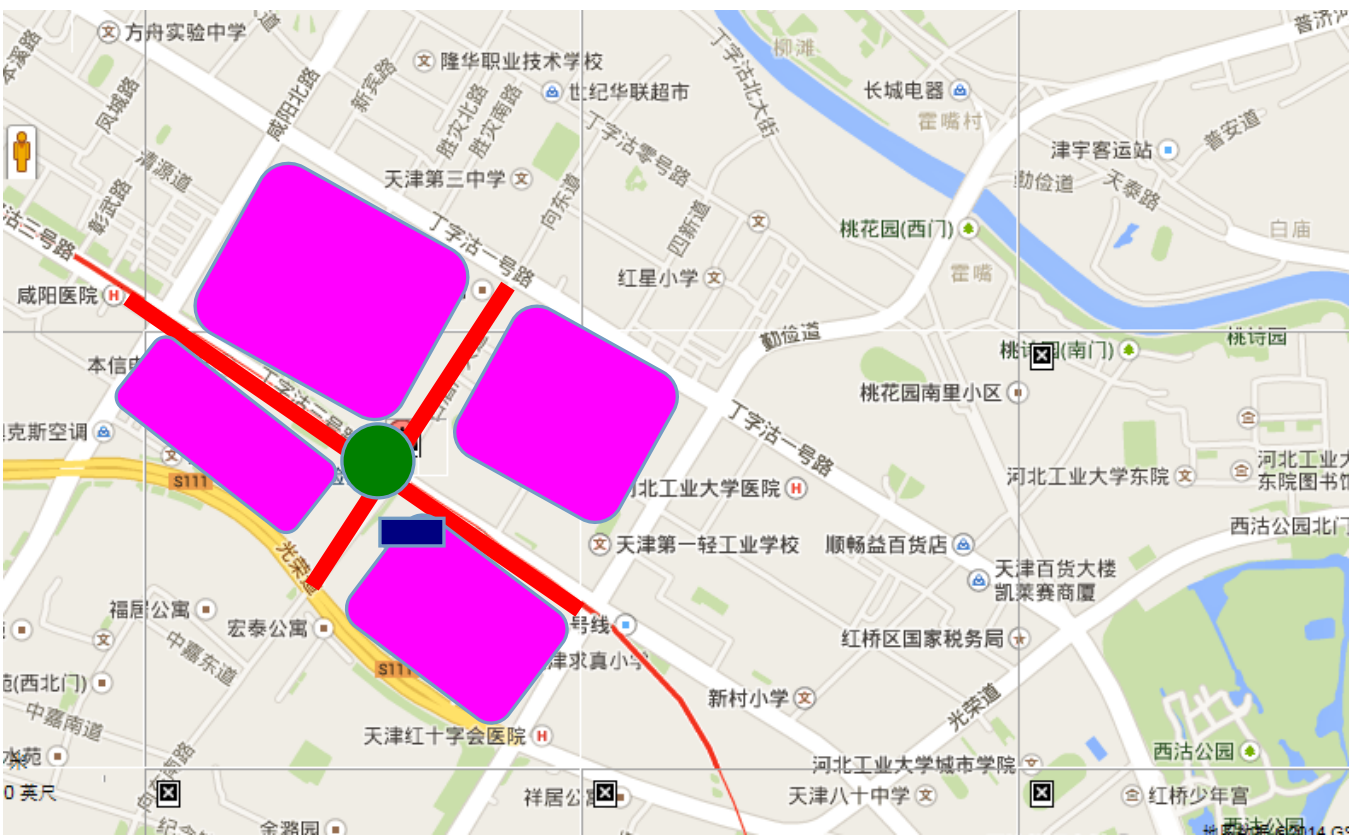 方舟实验中学
普济河
隆华职业技术学校
柳滩
丁字沽北大街
本溪路
凤城路
咸阳北路
新宾路
胜灾北路
胜灾南路
世纪华联超市
长城电器
霍嘴村
丁字沽零号路
普安道
津宇客运站
清源道
天津第三中学
向东道
勤俭道
天泰路
彰武路
四新道
桃花园(西门)
白庙
沽三号路
丁字沽一号路
红星小学
霍嘴
咸阳医院
勤俭道
桃诗园
本信电
桃诗园(南门)
丁字沽三号路
桃花园南里小区
丁字沽一号路
克斯空调
S111
河北工业大学医院
河北工业大学东院
河北工业大
东院图书馆
西沽公园北门
光荣道
天津第一轻工业学校
顺畅益百货店
天津百货大楼
凯莱赛商厦
福居公寓
宏泰公寓
号线
红桥区国家税务局
中嘉东道
津求真小学
S111
苑(西北门)
新村小学
光荣道
中嘉南道
天津红十字会医院
水苑
西沽公园
河北工业大学城市学院
0 英尺
祥居公寓
天津八十中学
红桥少年宫
金潞园
西沽公园
©2014